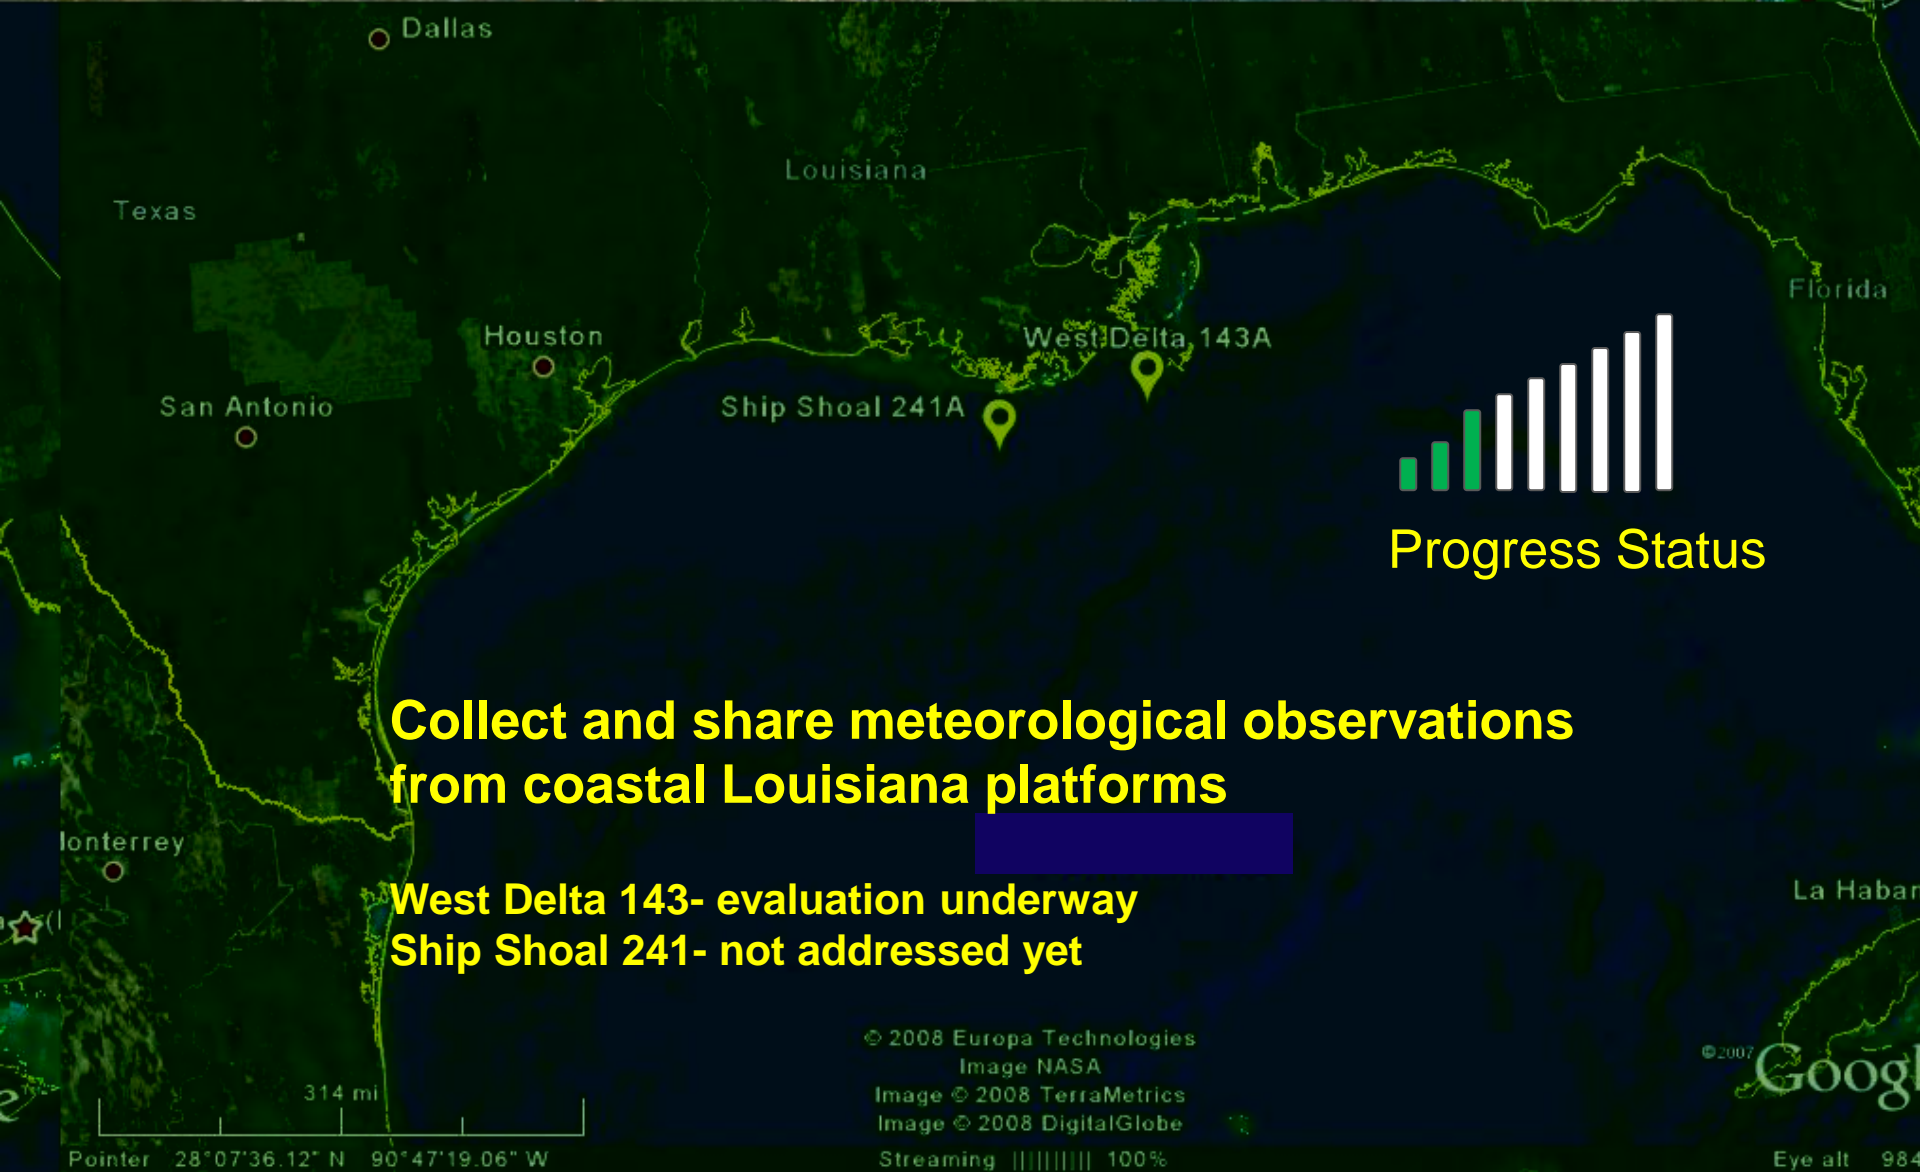 Dallas
Louisiana
Texas
Florida
Houston
West Delta 143A
San Antonio
Ship Shoal 241A
Progress Status
Collect and share meteorological observations
from coastal Louisiana platforms
lonterrey
West Delta 143- evaluation underway
Ship Shoal 241- not addressed yet
La Haban
© 2008 Europa Technologies
Image NASA
Image © 2008 TerraMetrics
Image © 2008 DigitalGlobe
©2007 Googl
314 mi
Pointer 28°07'36.12" N 90°47'19.06" W
Streaming |||||||||| 100%
Eye alt 984